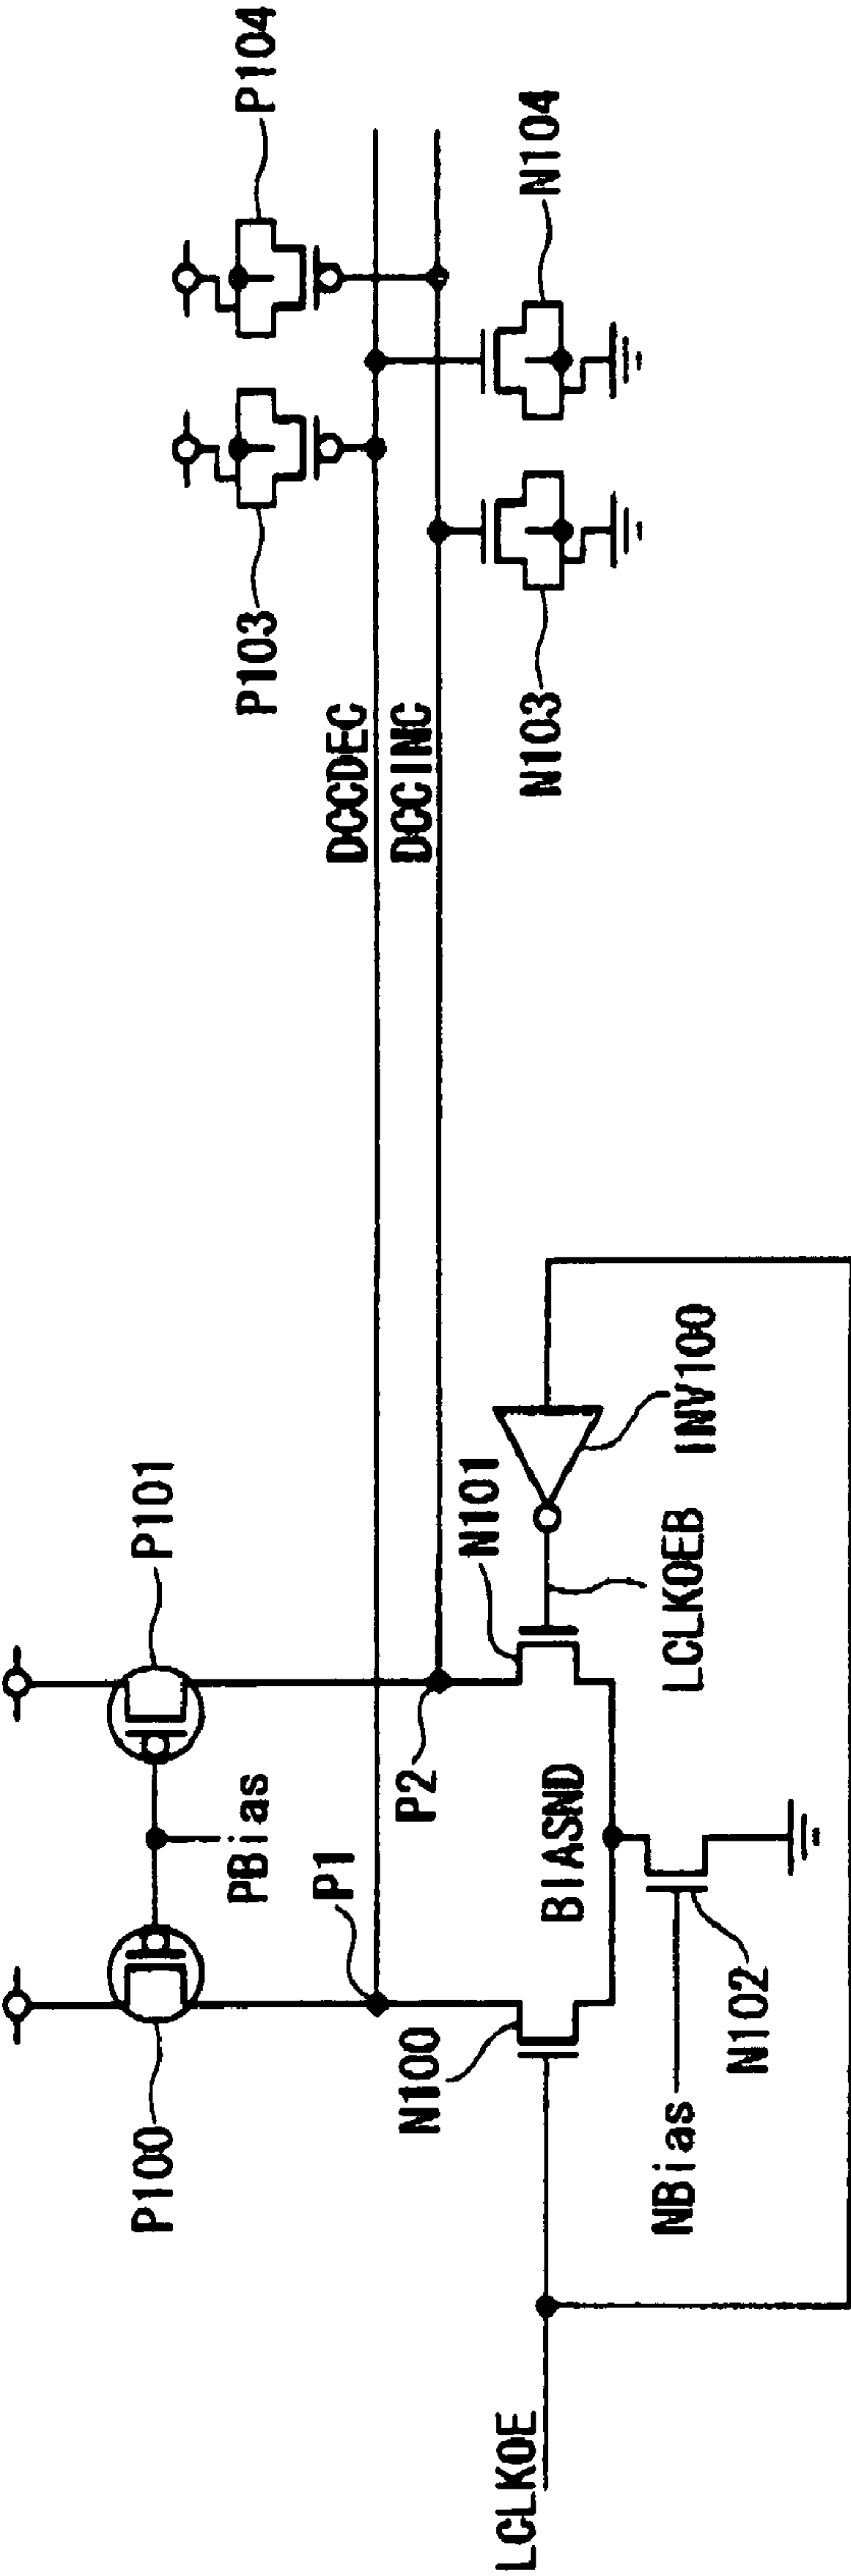 P100
P101
PBias
P1
P2
N100
N101
BIASND
LCLKOE
NBias
N102
LCLKOEB
INV100
DCCDEC
DCCINC
P103
P104
N103
N104